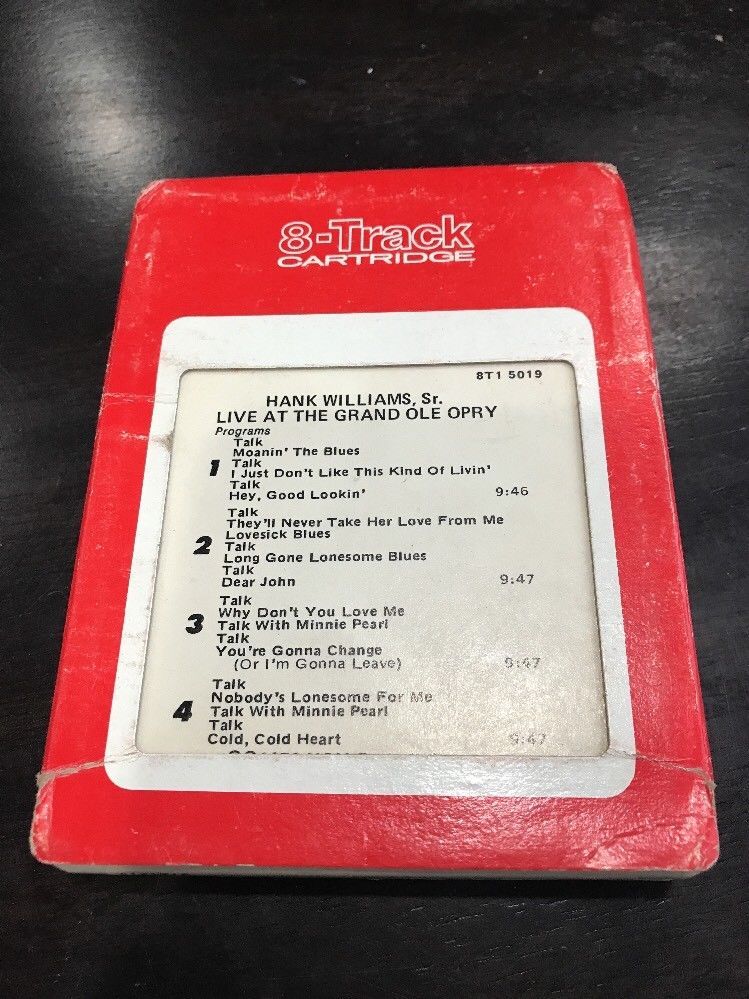 8-Track
CARTRIDGE
8T1 5019
HANK WILLIAMS, Sr.
LIVE AT THE GRAND OLE OPRY
Programs
Talk
Moanin' The Blues
1 Talk
I Just Don't Like This Kind Of Livin'
Talk
Hey, Good Lookin' 9:46
Talk
They'll Never Take Her Love From Me
Lovesick Blues
2 Talk
Long Gone Lonesome Blues
Talk
Dear John 9:47
Talk
Why Don't You Love Me
3 Talk With Minnie Pearl
Talk
You're Gonna Change
(Or I'm Gonna Leave) 9:47
Talk
Nobody's Lonesome For Me
4 Talk With Minnie Pearl
Talk
Cold, Cold Heart 9:47